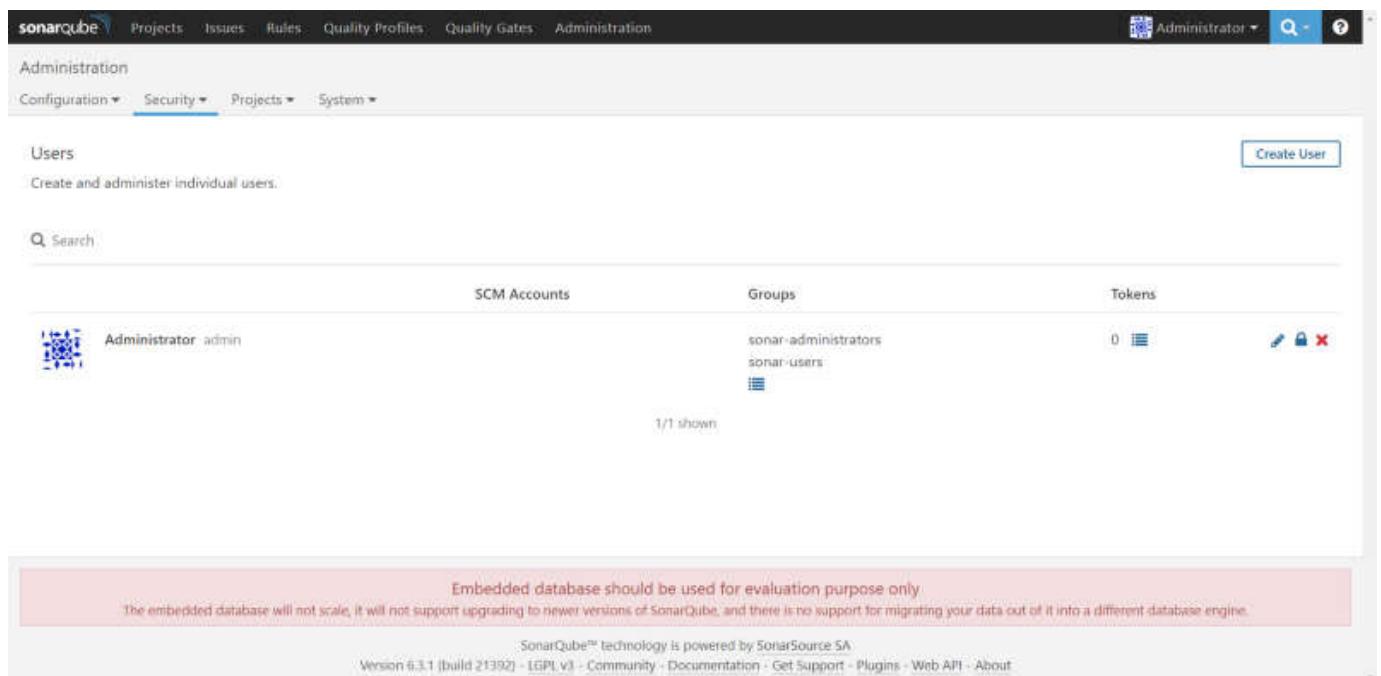 sonarqube Projects Issues Rules Quality Profiles Quality Gates Administration Administrator
Administration
Configuration Security Projects System
Users
Create User
Create and administer individual users.
Search
SCM Accounts Groups Tokens
Administrator admin sonar-administrators 0
sonar-users
1/1 shown
Embedded database should be used for evaluation purpose only
The embedded database will not scale, it will not support upgrading to newer versions of SonarQube, and there is no support for migrating your data out of it into a different database engine.
SonarQube™ technology is powered by SonarSource SA
Version 6.3.1 (build 21392) - LGPL v3 - Community - Documentation - Get Support - Plugins - Web API - About